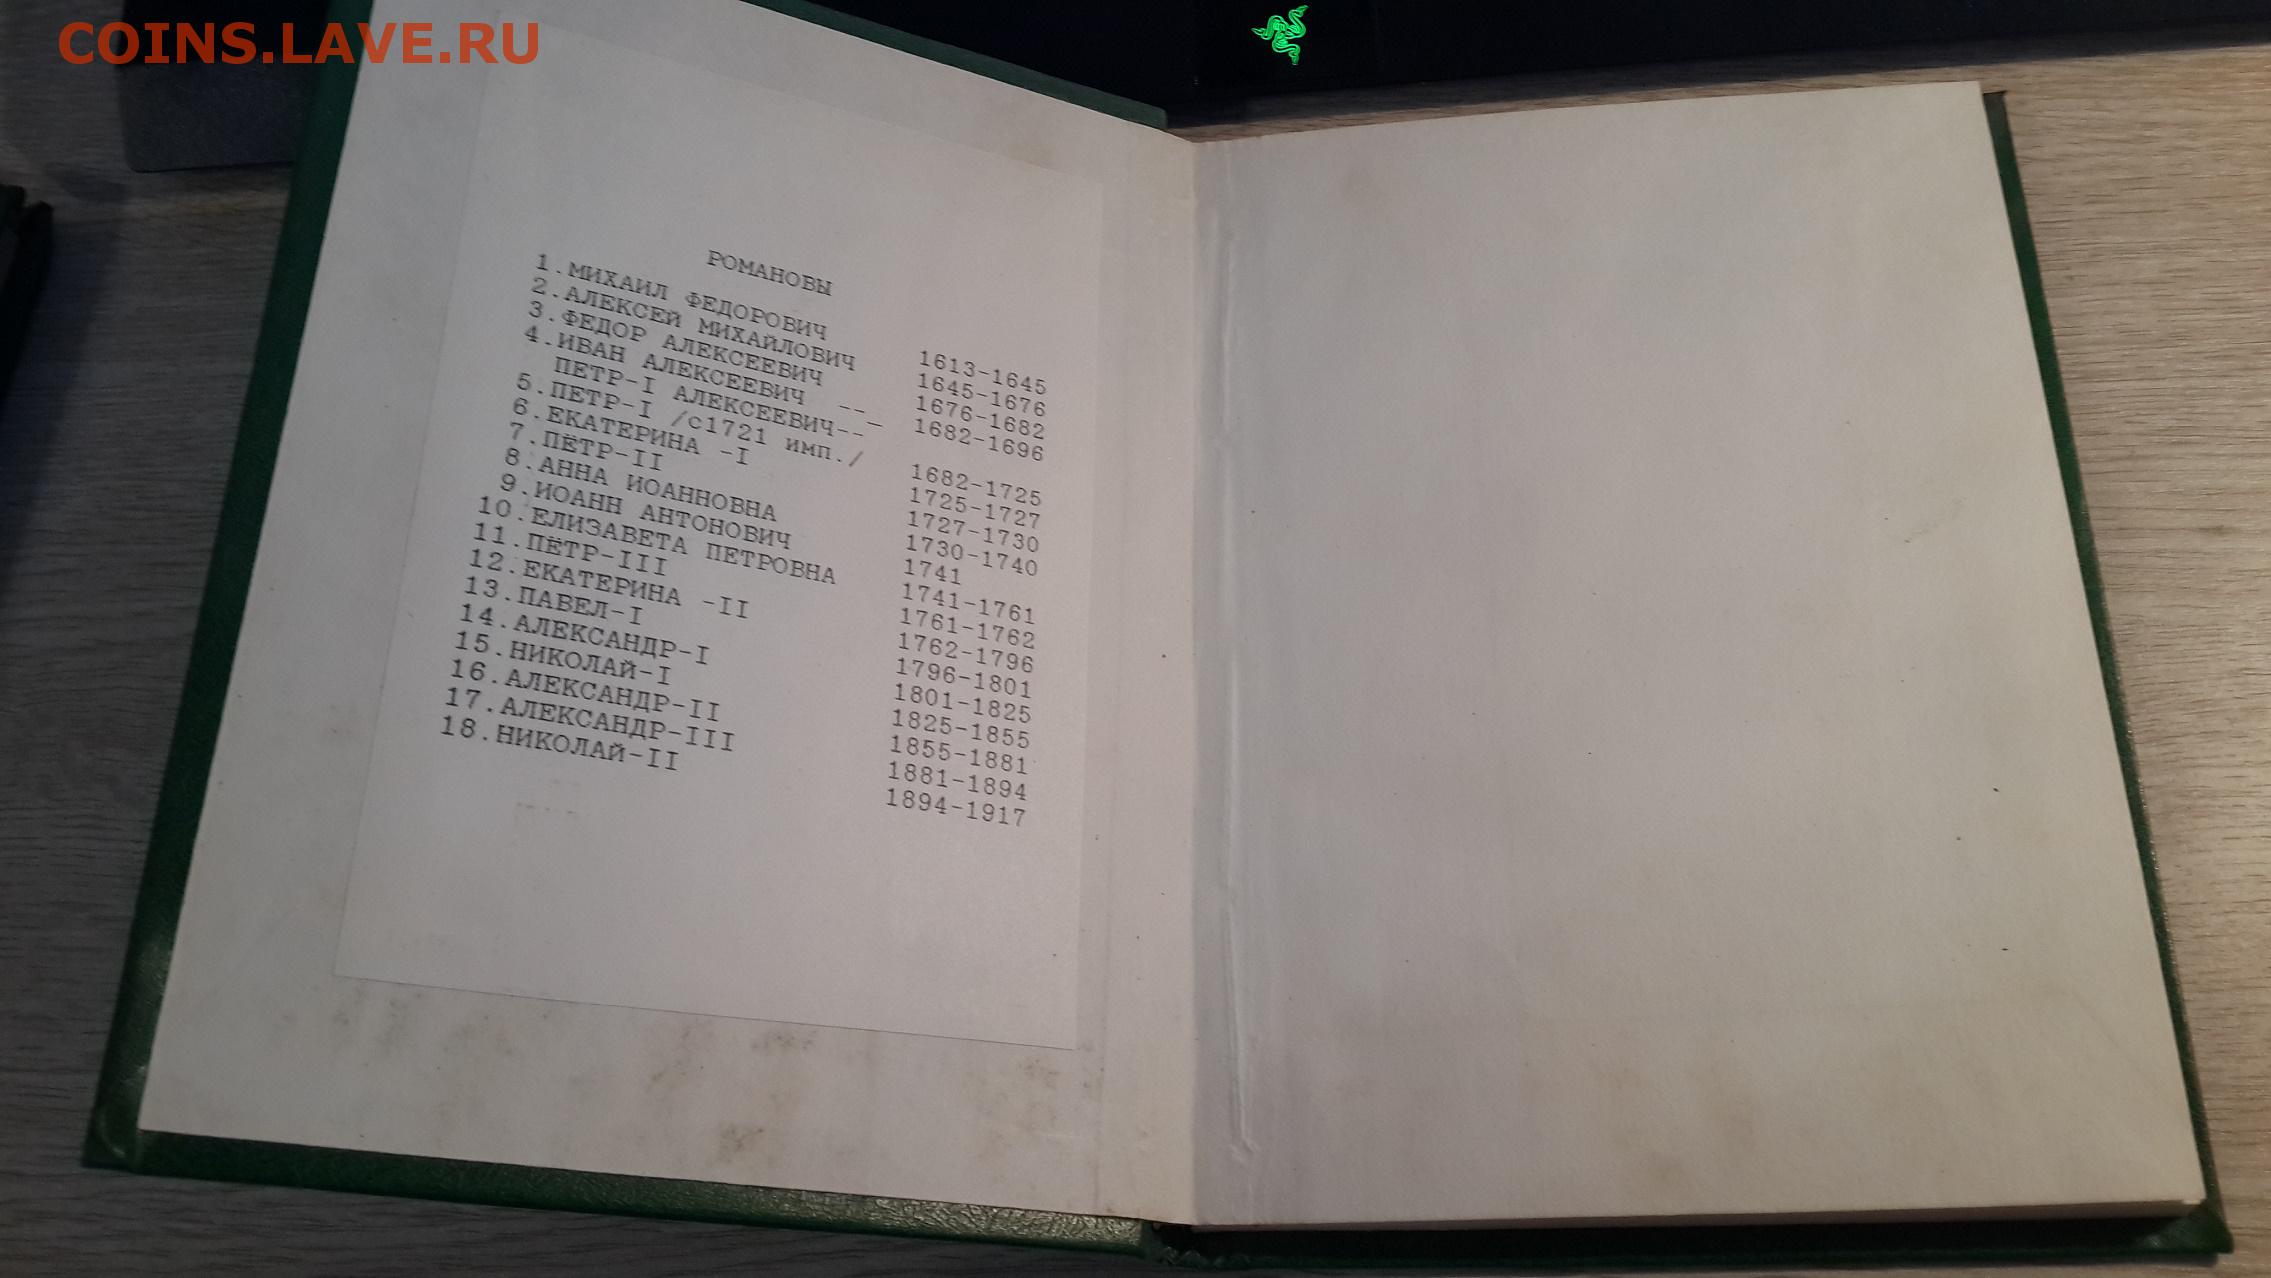 COINS.LAVE.RU
РОМАНОВЫ
1.МИХАИЛ ФЕДОРОВИЧ 1613-1645
2.АЛЕКСЕЙ МИХАЙЛОВИЧ 1645-1676
3.ФЕДОР АЛЕКСЕЕВИЧ 1676-1682
4.ИВАН АЛЕКСЕЕВИЧ -- _ 1682-1696
ПЕТР-I АЛЕКСЕЕВИЧ--
5.ПЕТР-I /с1721 имп./ 1682-1725
6.ЕКАТЕРИНА -I 1725-1727
7.ПЁТР-II 1727-1730
8.АННА ИОАННОВНА 1730-1740
9.ИОАНН АНТОНОВИЧ 1741
10.ЕЛИЗАВЕТА ПЕТРОВНА 1741-1761
11.ПЁТР-III 1761-1762
12.ЕКАТЕРИНА -II 1762-1796
13.ПАВЕЛ-I 1796-1801
14.АЛЕКСАНДР-I 1801-1825
15.НИКОЛАЙ-I 1825-1855
16.АЛЕКСАНДР-II 1855-1881
17.АЛЕКСАНДР-III 1881-1894
18.НИКОЛАЙ-II 1894-1917